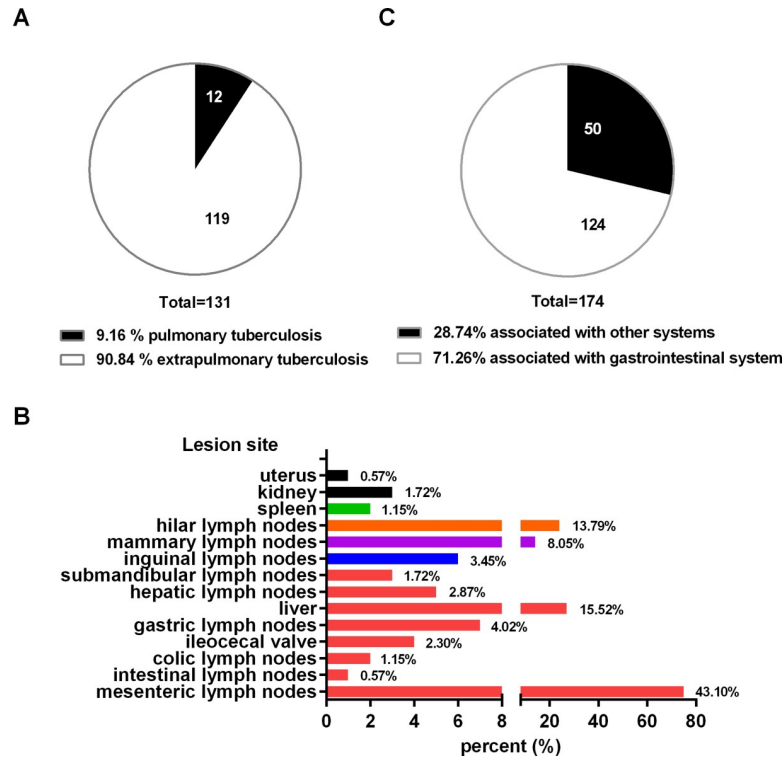 A
12
119
Total=131
9.16 % pulmonary tuberculosis
90.84 % extrapulmonary tuberculosis
C
50
124
Total=174
28.74% associated with other systems
71.26% associated with gastrointestinal system
B
Lesion site
uterus 0.57%
kidney 1.72%
spleen 1.15%
hilar lymph nodes 13.79%
mammary lymph nodes 8.05%
inguinal lymph nodes 3.45%
submandibular lymph nodes 1.72%
hepatic lymph nodes 2.87%
liver 15.52%
gastric lymph nodes 4.02%
ileocecal valve 2.30%
colic lymph nodes 1.15%
intestinal lymph nodes 0.57%
mesenteric lymph nodes 43.10%
0 2 4 6 8 20 40 60 80
percent (%)